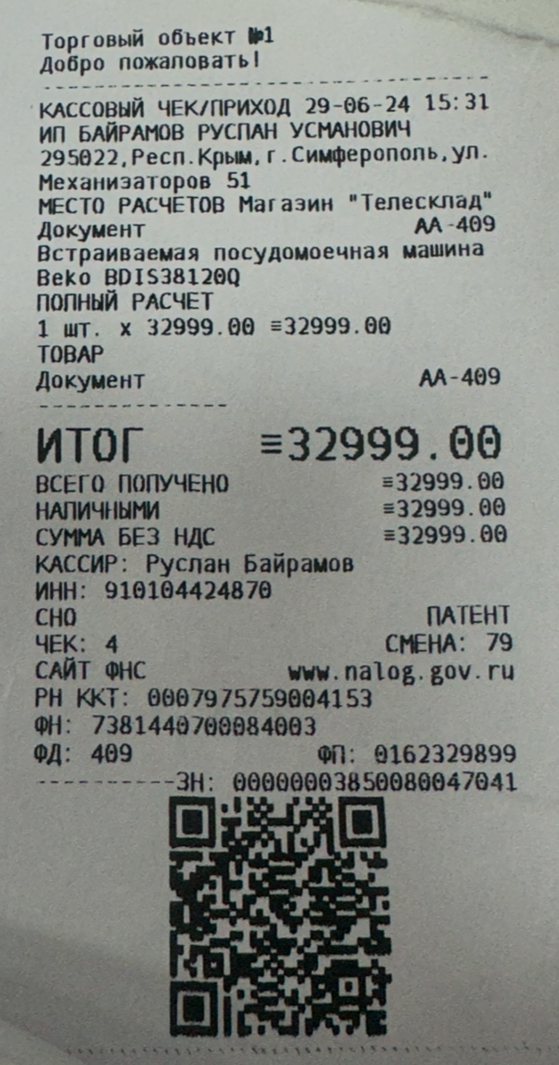 Торговый объект №1
Добро пожаловать!
КАССОВЫЙ ЧЕК/ПРИХОД 29-06-24 15:31
ИП БАЙРАМОВ РУСЛАН УСМАНОВИЧ
295022,Респ.Крым,г.Симферополь,ул.
Механизаторов 51
МЕСТО РАСЧЕТОВ Магазин "Телесклад"
Документ АА-409
Встраиваемая посудомоечная машина
Beko BDIS38120Q
ПОЛНЫЙ РАСЧЕТ
1 шт. x 32999.00 ≡32999.00
ТОВАР
Документ АА-409
ИТОГ ≡32999.00
ВСЕГО ПОЛУЧЕНО ≡32999.00
НАЛИЧНЫМИ ≡32999.00
СУММА БЕЗ НДС ≡32999.00
КАССИР: Руслан Байрамов
ИНН: 910104424870
СНО ПАТЕНТ
ЧЕК: 4 СМЕНА: 79
САЙТ ФНС www.nalog.gov.ru
РН ККТ: 0007975759004153
ФН: 7381440700084003
ФД: 409 ФП: 0162329899
----------ЗН: 00000003850080047041